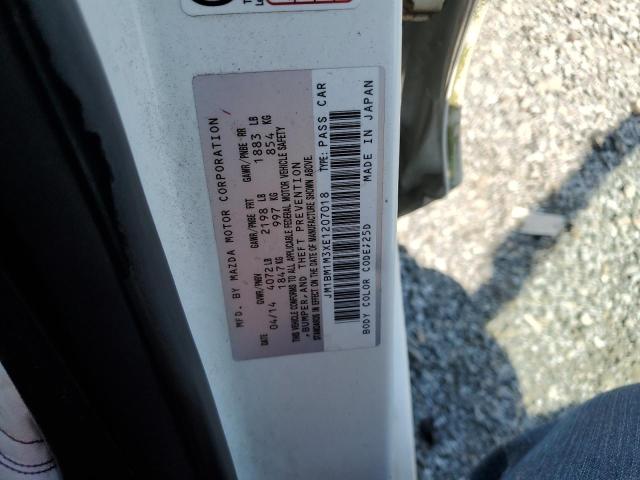 MFD. BY MAZDA MOTOR CORPORATION
DATE GVWR/PNBV GAWR/PNBE FRT GAWR/PNBE RR
04/14 4072 LB 2198 LB 1883 LB
1847 KG 997 KG 854 KG
THIS VEHICLE CONFORMS TO ALL APPLICABLE FEDERAL MOTOR VEHICLE SAFETY
, BUMPER, AND THEFT PREVENTION
STANDARDS IN EFFECT ON THE DATE OF MANUFACTURE SHOWN ABOVE.
JM1BM1M3XE1207018 TYPE: PASS CAR
BODY COLOR CODE: 25D MADE IN JAPAN